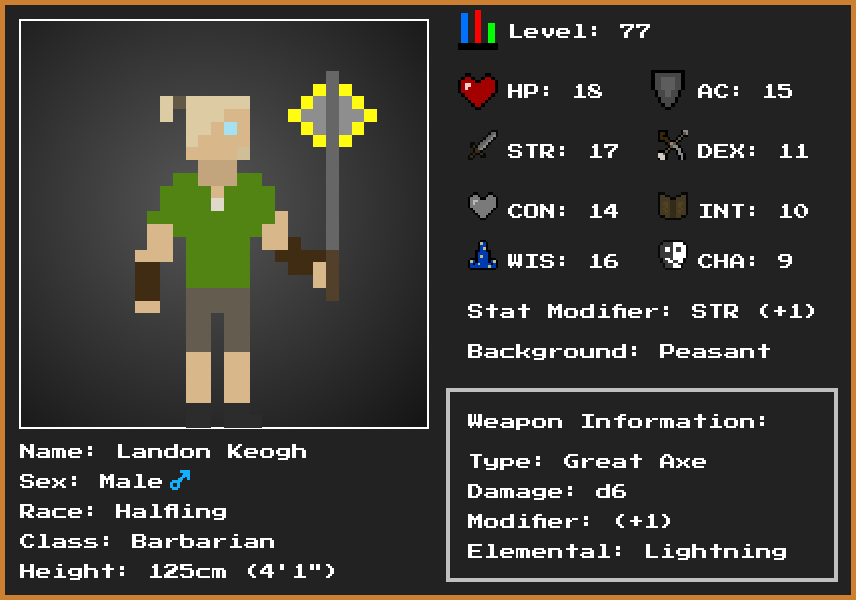 Level: 77
HP: 18 AC: 15
STR: 17 DEX: 11
CON: 14 INT: 10
WIS: 16 CHA: 9
Stat Modifier: STR (+1)
Background: Peasant
Weapon Information:
Type: Great Axe
Damage: d6
Modifier: (+1)
Elemental: Lightning
Name: Landon Keogh
Sex: Male ♂
Race: Halfling
Class: Barbarian
Height: 125cm (4'1")